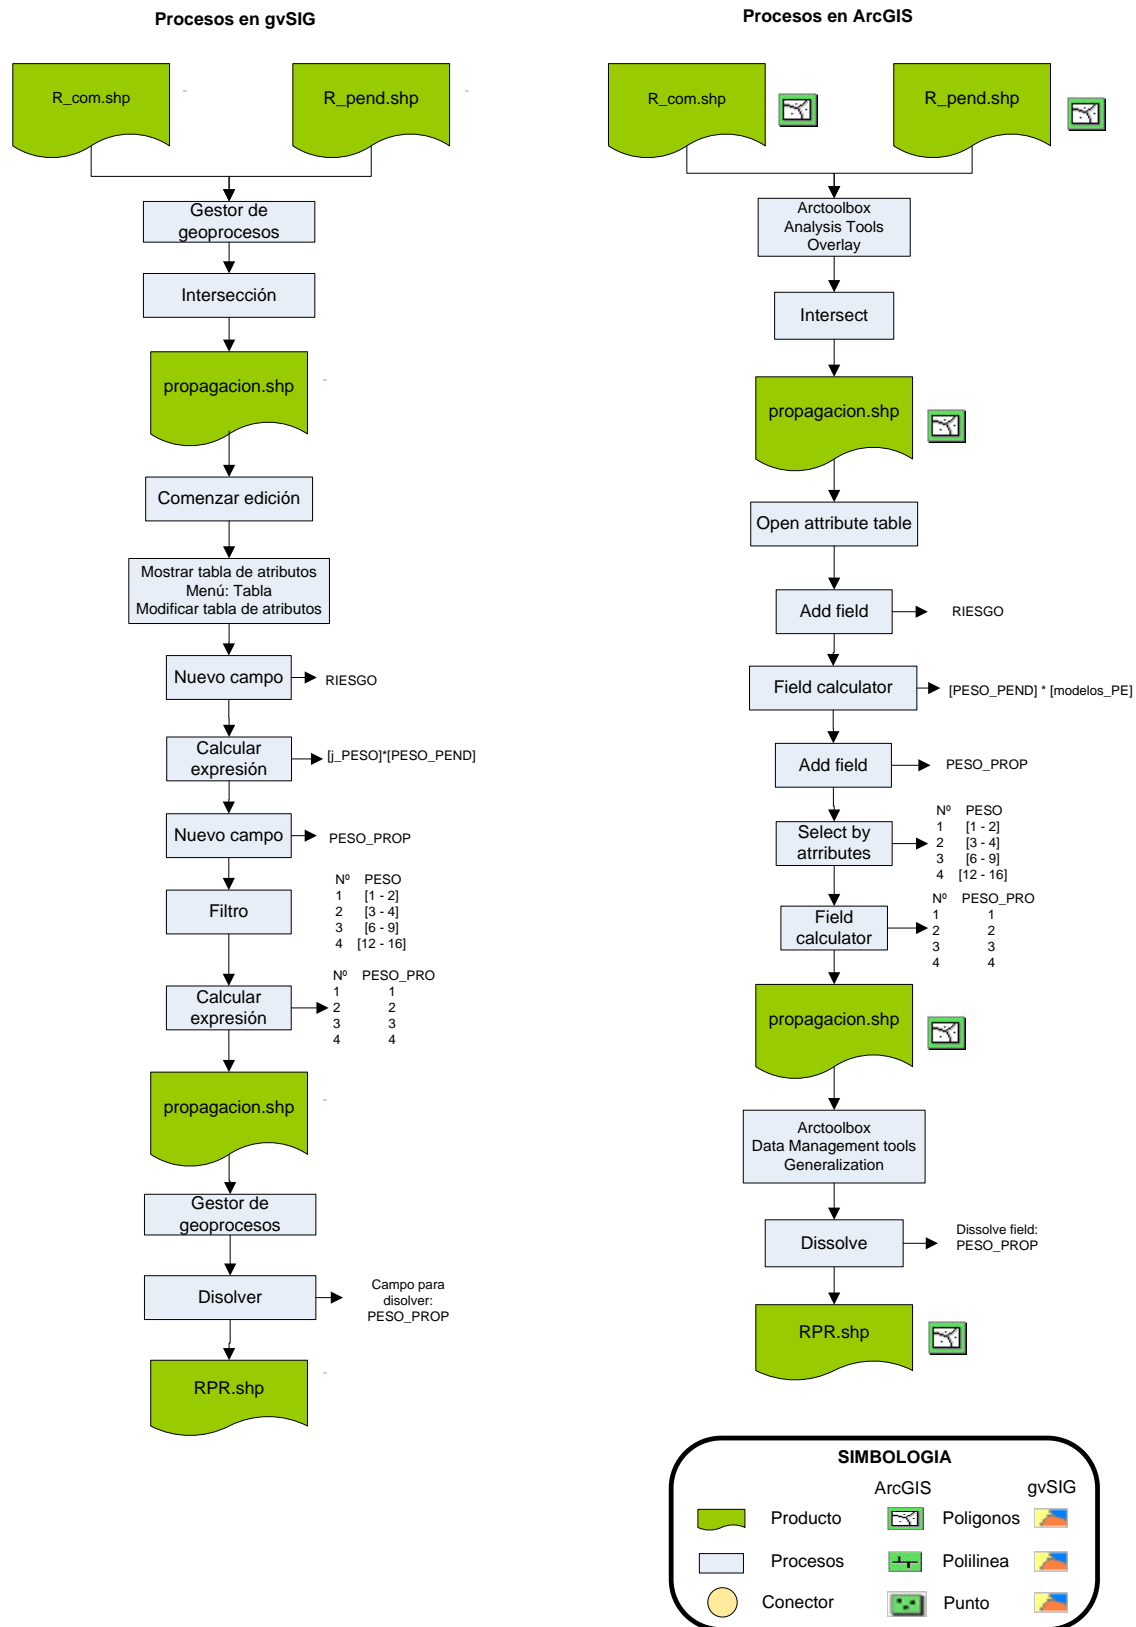 Procesos en gvSIG
R_com.shp
R_pend.shp
Gestor de
geoprocesos
Intersección
propagacion.shp
Comenzar edición
Mostrar tabla de atributos
Menú: Tabla
Modificar tabla de atributos
Nuevo campo
RIESGO
Calcular
expresión
[j_PESO]*[PESO_PEND]
Nuevo campo
PESO_PROP
Filtro
Nº PESO
1 [1 - 2]
2 [3 - 4]
3 [6 - 9]
4 [12 - 16]
Calcular
expresión
Nº PESO_PRO
1 1
2 2
3 3
4 4
propagacion.shp
Gestor de
geoprocesos
Disolver
Campo para
disolver:
PESO_PROP
RPR.shp
Procesos en ArcGIS
R_com.shp
R_pend.shp
Arctoolbox
Analysis Tools
Overlay
Intersect
propagacion.shp
Open attribute table
Add field
RIESGO
Field calculator
[PESO_PEND] * [modelos_PE]
Add field
PESO_PROP
Select by
atrributes
Nº PESO
1 [1 - 2]
2 [3 - 4]
3 [6 - 9]
4 [12 - 16]
Field
calculator
Nº PESO_PRO
1 1
2 2
3 3
4 4
propagacion.shp
Arctoolbox
Data Management tools
Generalization
Dissolve
Dissolve field:
PESO_PROP
RPR.shp
SIMBOLOGIA
ArcGIS gvSIG
Producto Poligonos
Procesos Polilinea
Conector Punto